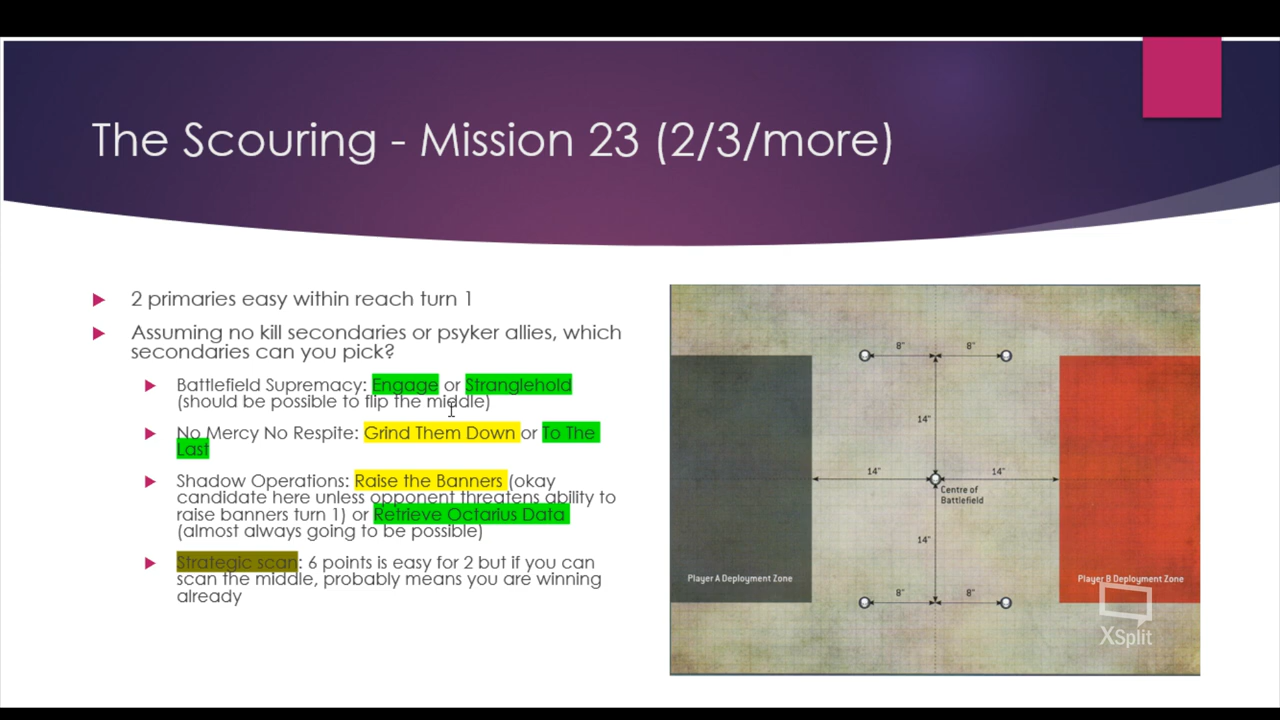 The Scouring - Mission 23 (2/3/more)
2 primaries easy within reach turn 1
Assuming no kill secondaries or psyker allies, which
secondaries can you pick?
Battlefield Supremacy: Engage or Stranglehold
(should be possible to flip the middle)
No Mercy No Respite: Grind Them Down or To The
Last
Shadow Operations: Raise the Banners (okay
candidate here unless opponent threatens ability to
raise banners turn 1) or Retrieve Octarius Data
(almost always going to be possible)
Strategic scan: 6 points is easy for 2 but if you can
scan the middle, probably means you are winning
already
8" 8"
14"
14" 14"
Centre of
Battlefield
14"
Player A Deployment Zone
Player B Deployment Zone
8" 8"
XSplit